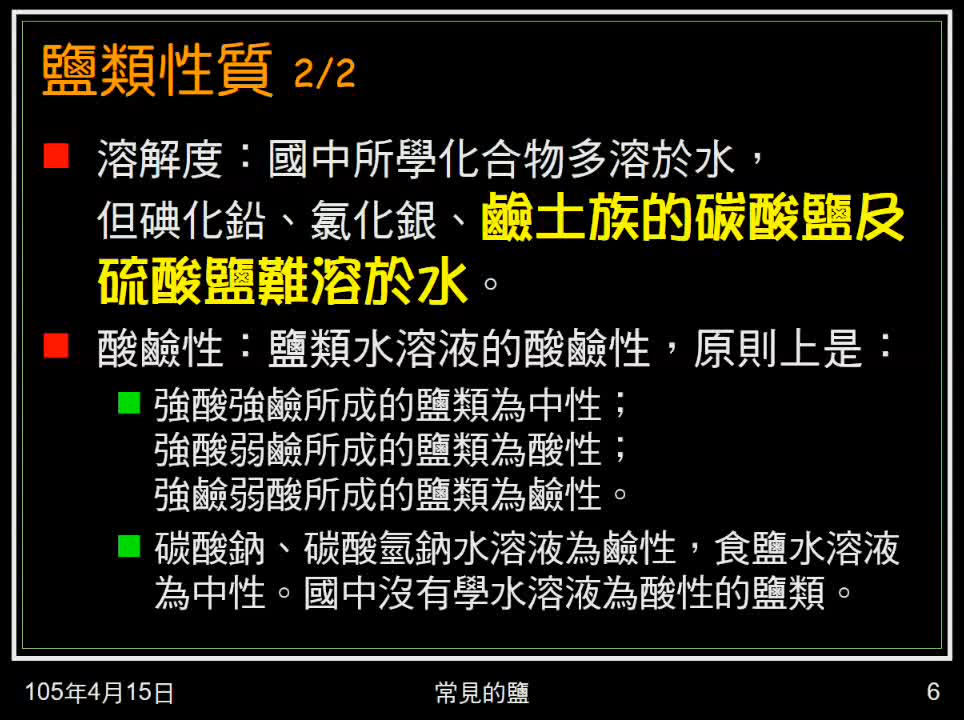 鹽類性質 2/2
溶解度：國中所學化合物多溶於水，
但碘化鉛、氯化銀、鹼土族的碳酸鹽及
硫酸鹽難溶於水。
酸鹼性：鹽類水溶液的酸鹼性，原則上是：
強酸強鹼所成的鹽類為中性；
強酸弱鹼所成的鹽類為酸性；
強鹼弱酸所成的鹽類為鹼性。
碳酸鈉、碳酸氫鈉水溶液為鹼性，食鹽水溶液
為中性。國中沒有學水溶液為酸性的鹽類。
105年4月15日
常見的鹽
6